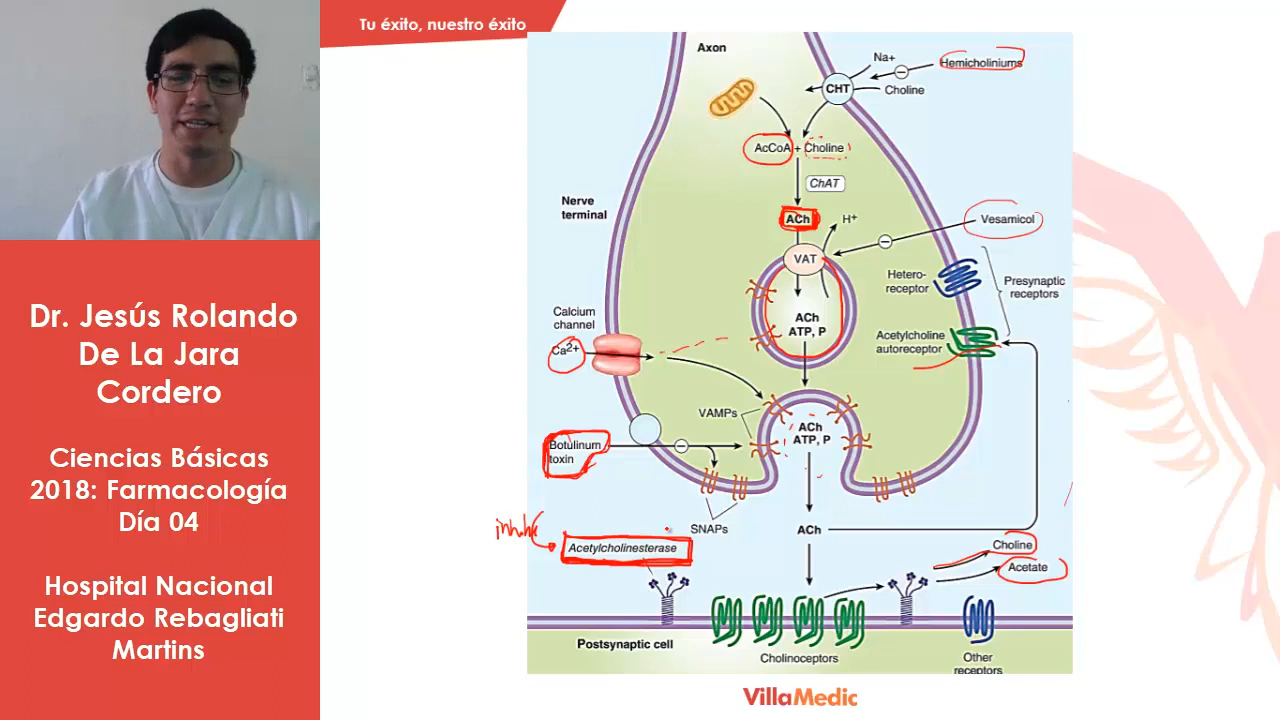 Tu éxito, nuestro éxito
Dr. Jesús Rolando
De La Jara
Cordero
Ciencias Básicas
2018: Farmacología
Día 04
Hospital Nacional
Edgardo Rebagliati
Martins
Axon
Na+
Hemicholiniums
CHT
Choline
AcCoA + Choline
ChAT
Nerve
terminal
ACh
H+
Vesamicol
VAT
Hetero-
receptor
Presynaptic
receptors
Calcium
channel
ACh
ATP, P
Acetylcholine
autoreceptor
Ca2+
VAMPs
ACh
ATP, P
Botulinum
toxin
SNAPs
ACh
Acetylcholinesterase
Choline
Acetate
Postsynaptic cell
Cholinoceptors
Other
receptors
VillaMedic